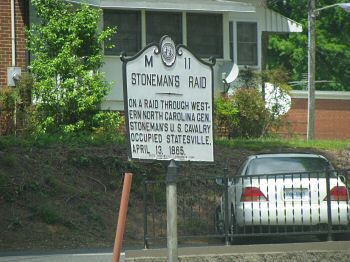 M 11
STONEMAN'S RAID
ON A RAID THROUGH WEST-
ERN NORTH CAROLINA GEN.
STONEMAN'S U.S. CAVALRY
OCCUPIED STATESVILLE,
APRIL 13, 1865.